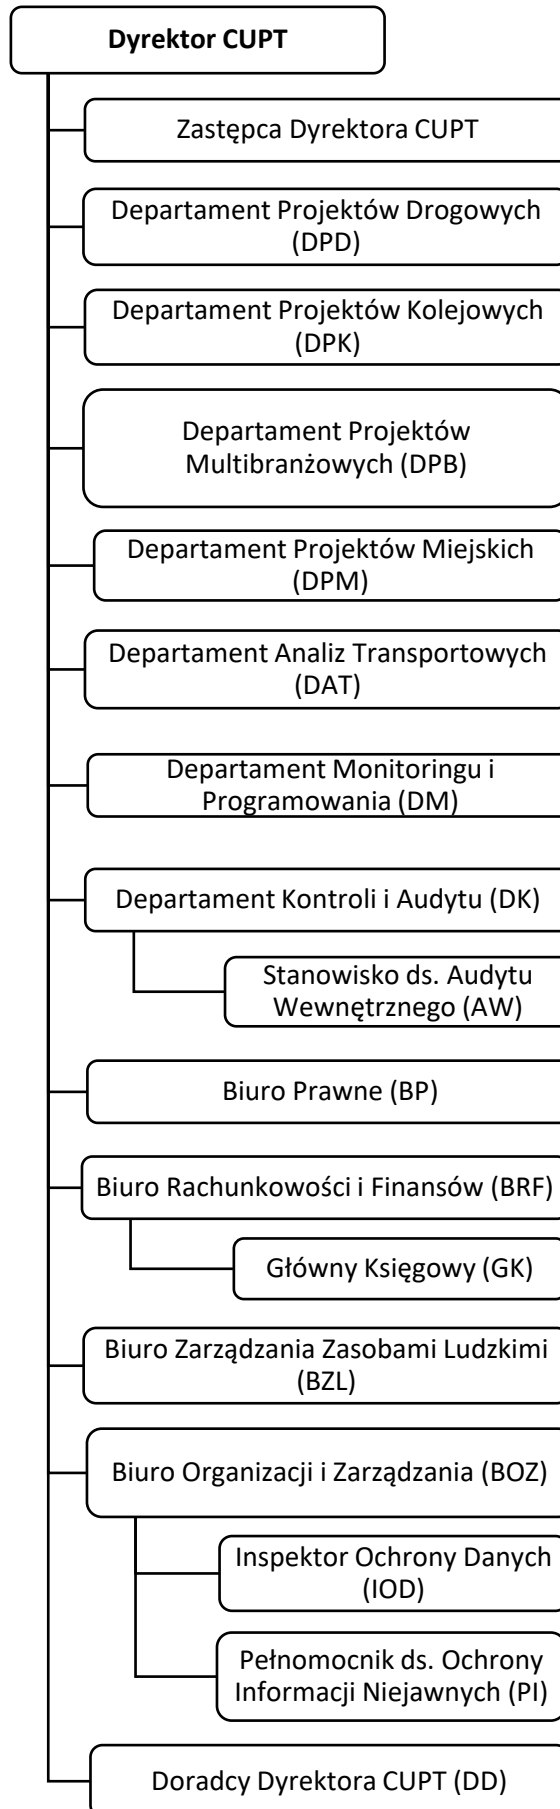 Dyrektor CUPT
Zastępca Dyrektora CUPT
Departament Projektów Drogowych
(DPD)
Departament Projektów Kolejowych
(DPK)
Departament Projektów
Multibranżowych (DPB)
Departament Projektów Miejskich
(DPM)
Departament Analiz Transportowych
(DAT)
Departament Monitoringu i
Programowania (DM)
Departament Kontroli i Audytu (DK)
Stanowisko ds. Audytu
Wewnętrznego (AW)
Biuro Prawne (BP)
Biuro Rachunkowości i Finansów (BRF)
Główny Księgowy (GK)
Biuro Zarządzania Zasobami Ludzkimi
(BZL)
Biuro Organizacji i Zarządzania (BOZ)
Inspektor Ochrony Danych
(IOD)
Pełnomocnik ds. Ochrony
Informacji Niejawnych (PI)
Doradcy Dyrektora CUPT (DD)